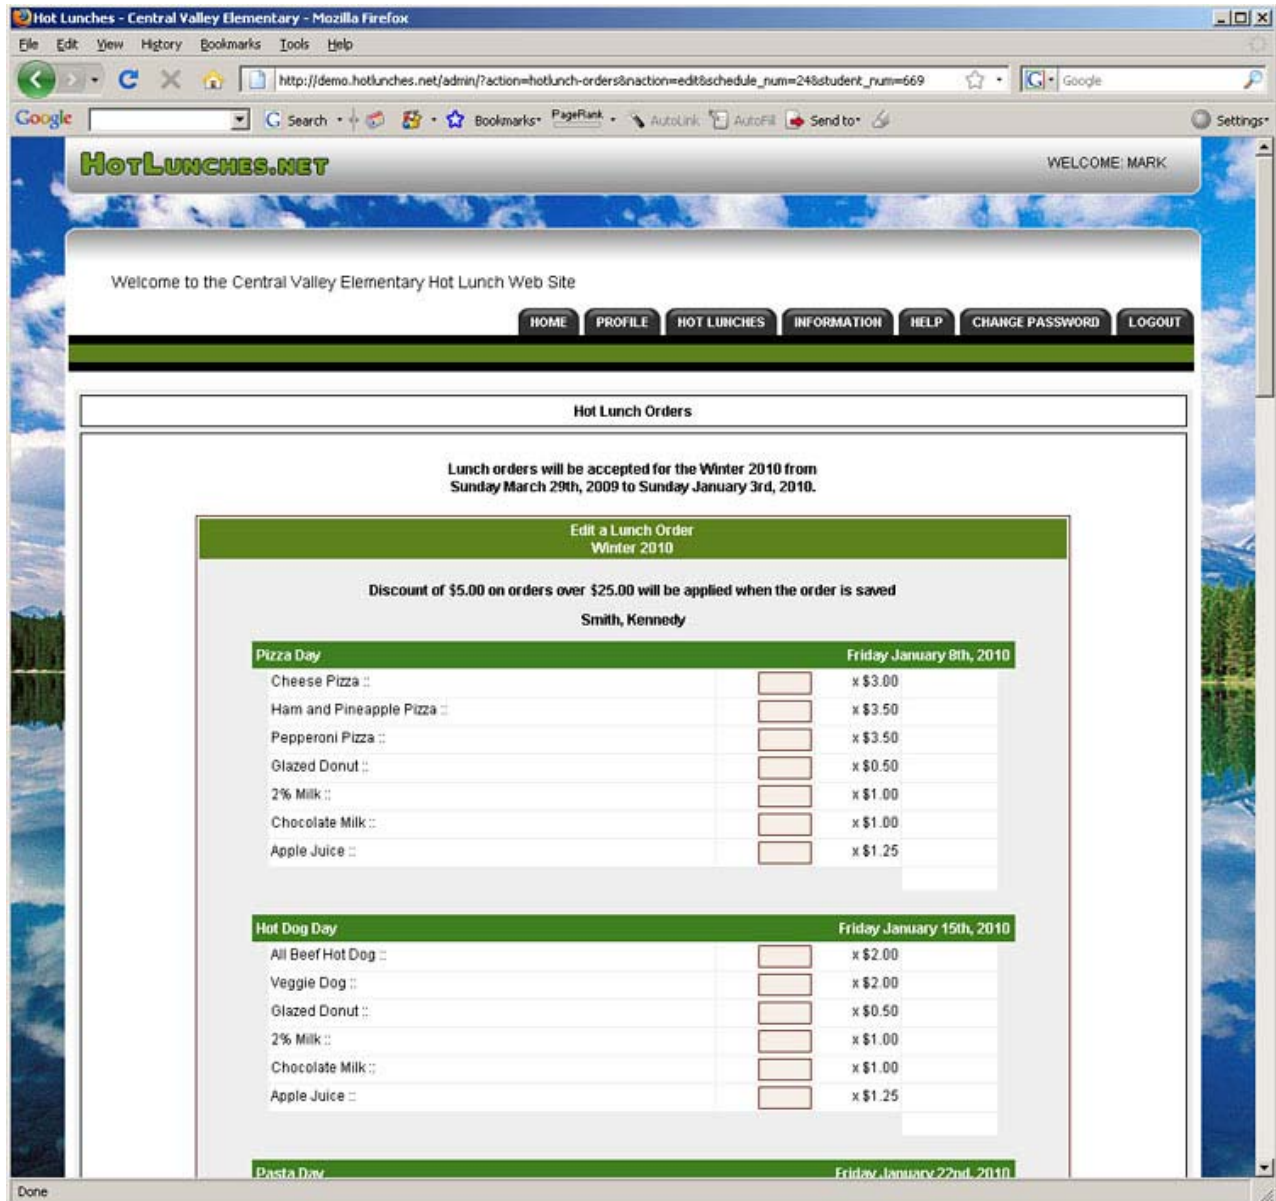 Hot Lunches - Central Valley Elementary - Mozilla Firefox
File Edit View History Bookmarks Tools Help
http://demo.hotlunches.net/admin/?action=hotlunch-orders&naction=edit&schedule_num=24&student_num=669 G Google
Google G Search Bookmarks PageRank AutoLink AutoFill Send to Settings
HOTLUNCHES.NET WELCOME: MARK
Welcome to the Central Valley Elementary Hot Lunch Web Site
HOME PROFILE HOT LUNCHES INFORMATION HELP CHANGE PASSWORD LOGOUT
Hot Lunch Orders
Lunch orders will be accepted for the Winter 2010 from
Sunday March 29th, 2009 to Sunday January 3rd, 2010.
Edit a Lunch Order
Winter 2010
Discount of $5.00 on orders over $25.00 will be applied when the order is saved
Smith, Kennedy
Pizza Day Friday January 8th, 2010
Cheese Pizza :: x $3.00
Ham and Pineapple Pizza :: x $3.50
Pepperoni Pizza :: x $3.50
Glazed Donut :: x $0.50
2% Milk :: x $1.00
Chocolate Milk :: x $1.00
Apple Juice :: x $1.25
Hot Dog Day Friday January 15th, 2010
All Beef Hot Dog :: x $2.00
Veggie Dog :: x $2.00
Glazed Donut :: x $0.50
2% Milk :: x $1.00
Chocolate Milk :: x $1.00
Apple Juice :: x $1.25
Pasta Day Friday January 22nd, 2010
Done